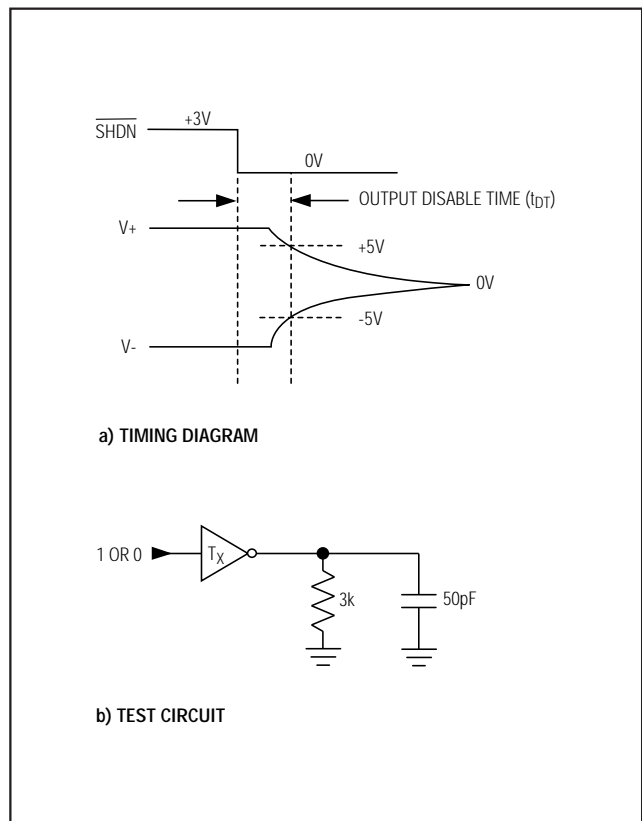 SHDN
+3V
0V
OUTPUT DISABLE TIME (tDT)
V+
+5V
0V
-5V
V-
a) TIMING DIAGRAM
1 OR 0
TX
3k
50pF
b) TEST CIRCUIT